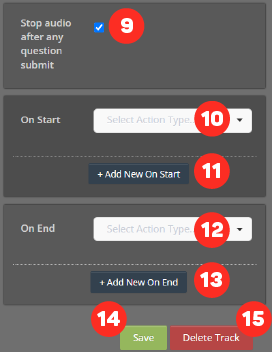 Stop audio
after any
question
submit
9
On Start
Select Action Type.
10
+ Add New On Start
11
On End
Select Action Type.
12
+ Add New On End
13
14
15
Save
Delete Track